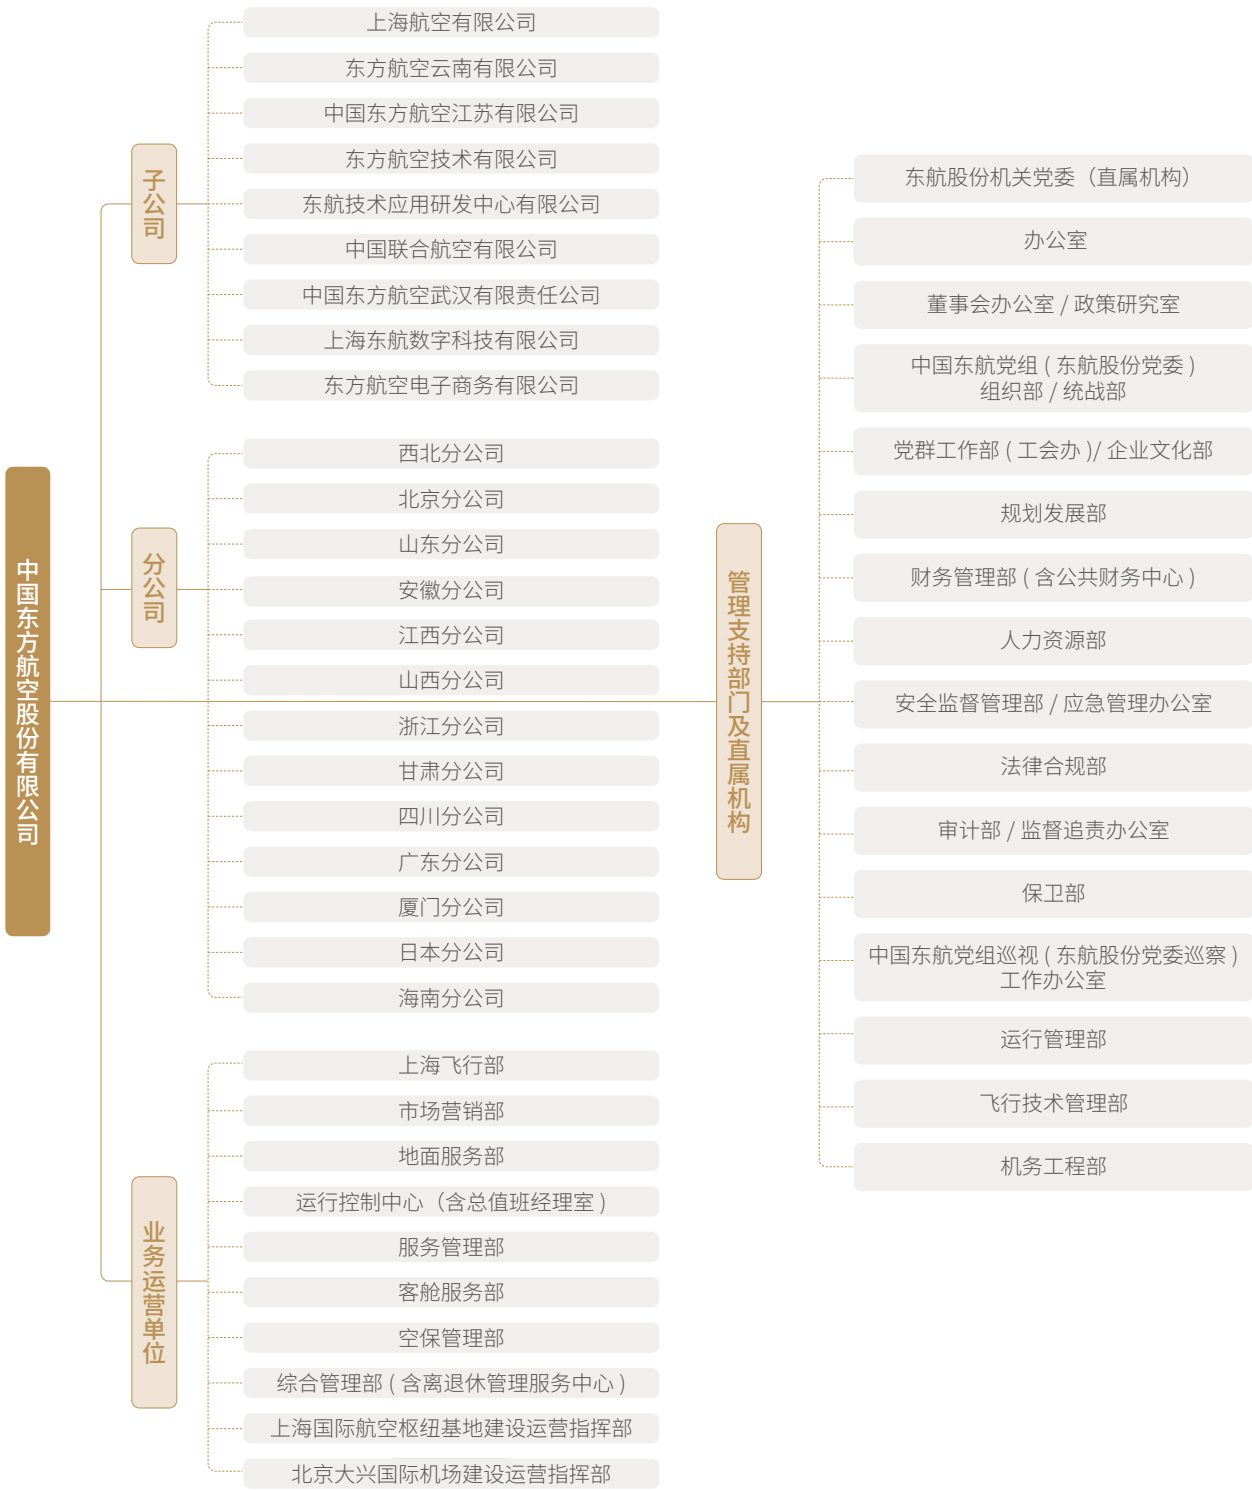 中国东方航空股份有限公司
子公司
上海航空有限公司
东方航空云南有限公司
中国东方航空江苏有限公司
东方航空技术有限公司
东航技术应用研发中心有限公司
中国联合航空有限公司
中国东方航空武汉有限责任公司
上海东航数字科技有限公司
东方航空电子商务有限公司
分公司
西北分公司
北京分公司
山东分公司
安徽分公司
江西分公司
山西分公司
浙江分公司
甘肃分公司
四川分公司
广东分公司
厦门分公司
日本分公司
海南分公司
业务运营单位
上海飞行部
市场营销部
地面服务部
运行控制中心（含总值班经理室）
服务管理部
客舱服务部
空保管理部
综合管理部 ( 含离退休管理服务中心 )
上海国际航空枢纽基地建设运营指挥部
北京大兴国际机场建设运营指挥部
管理支持部门及直属机构
东航股份机关党委（直属机构）
办公室
董事会办公室 / 政策研究室
中国东航党组 ( 东航股份党委 )
组织部 / 统战部
党群工作部 ( 工会办 )/ 企业文化部
规划发展部
财务管理部 ( 含公共财务中心 )
人力资源部
安全监督管理部 / 应急管理办公室
法律合规部
审计部 / 监督追责办公室
保卫部
中国东航党组巡视 ( 东航股份党委巡察 )
工作办公室
运行管理部
飞行技术管理部
机务工程部